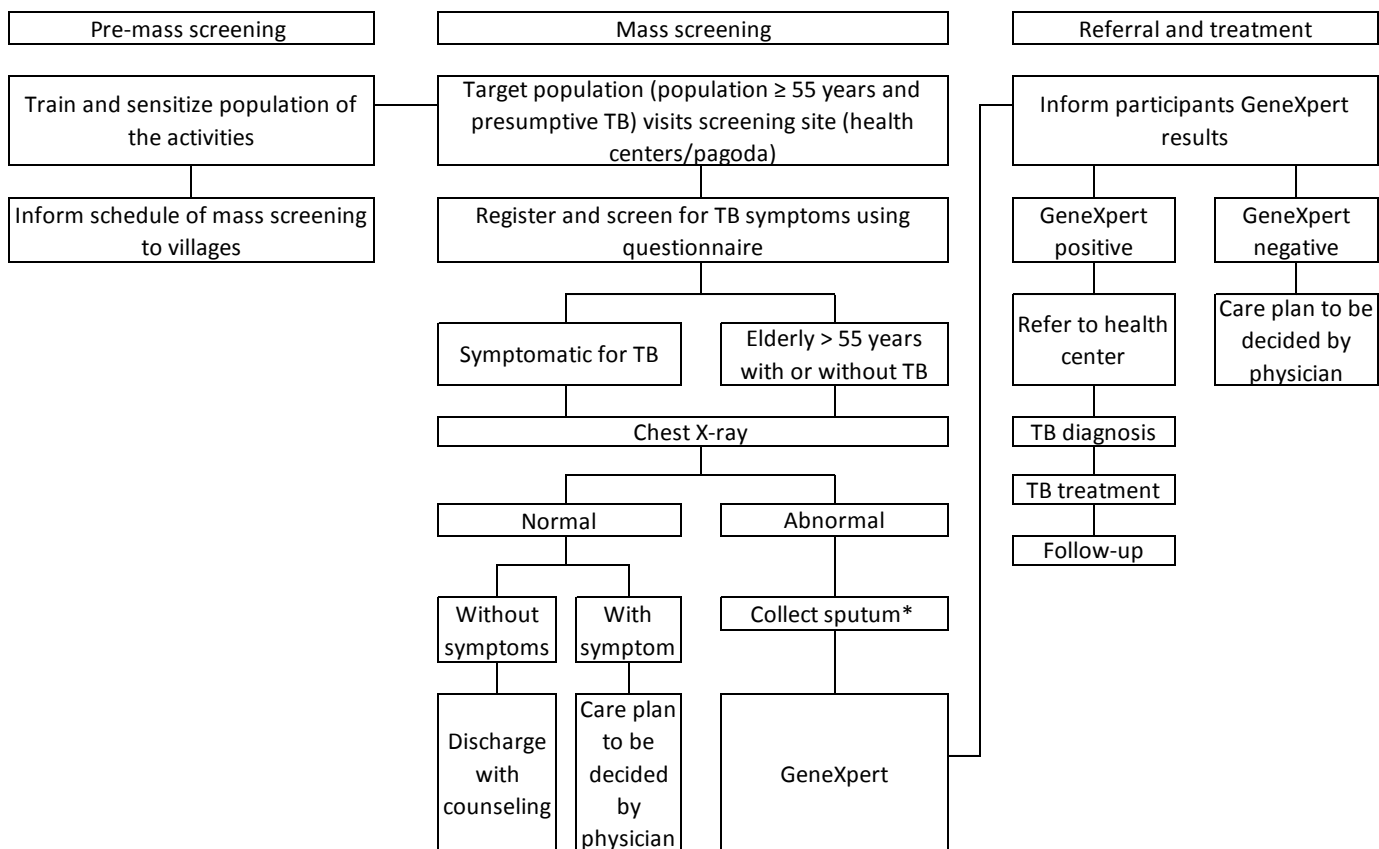 Pre-mass screening
Mass screening
Referral and treatment
Train and sensitize population of
the activities
Inform schedule of mass screening
to villages
Target population (population ≥ 55 years and
presumptive TB) visits screening site (health
centers/pagoda)
Register and screen for TB symptoms using
questionnaire
Symptomatic for TB
Elderly > 55 years
with or without TB
Chest X-ray
Normal
Abnormal
Without
symptoms
With
symptom
Collect sputum*
Discharge
with
counseling
Care plan
to be
decided
by
physician
GeneXpert
Inform participants GeneXpert
results
GeneXpert
positive
GeneXpert
negative
Refer to health
center
Care plan to be
decided by
physician
TB diagnosis
TB treatment
Follow-up